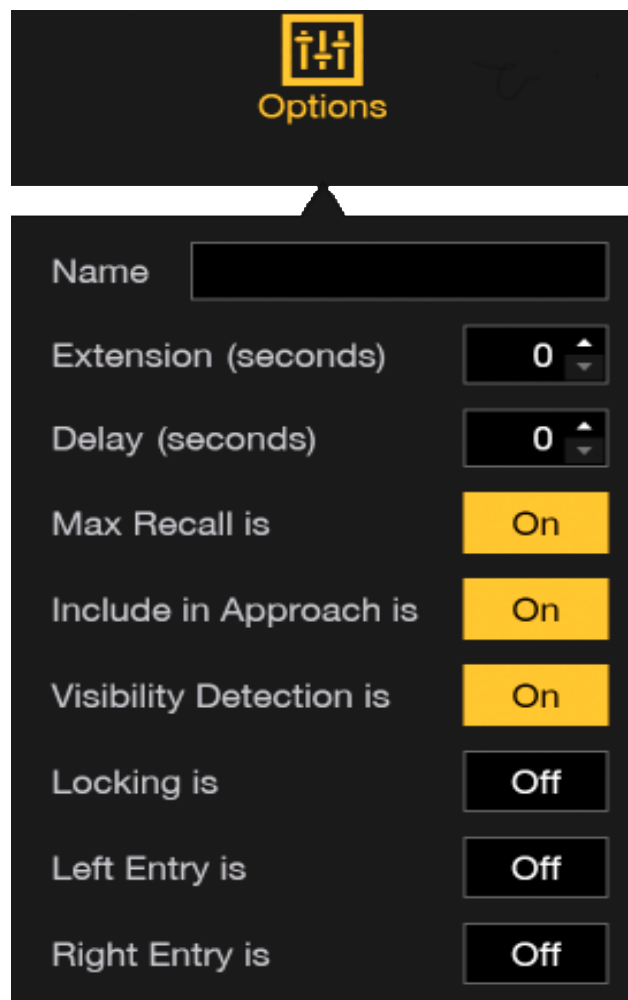 Options
Name
Extension (seconds) 0
Delay (seconds) 0
Max Recall is On
Include in Approach is On
Visibility Detection is On
Locking is Off
Left Entry is Off
Right Entry is Off